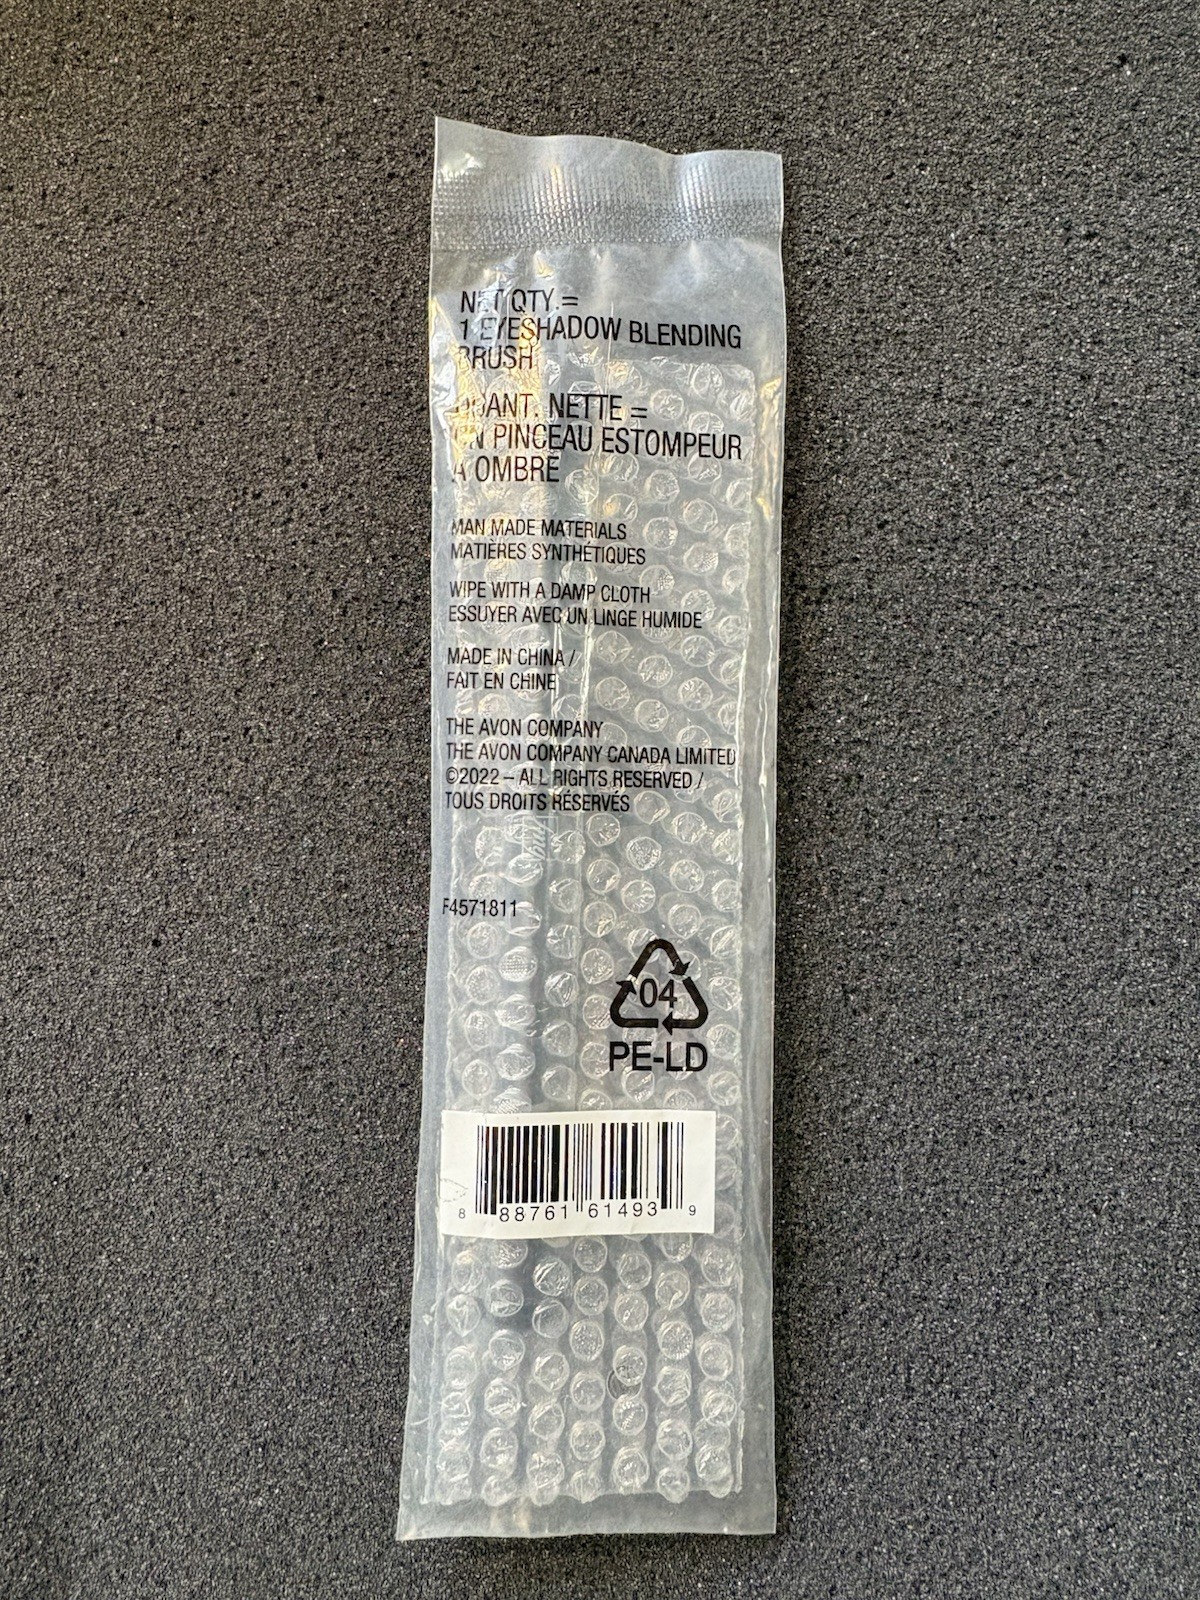 NET QTY.=
1 EYESHADOW BLENDING
BRUSH
QUANT. NETTE =
UN PINCEAU ESTOMPEUR
À OMBRE
MAN MADE MATERIALS
MATIÈRES SYNTHÉTIQUES
WIPE WITH A DAMP CLOTH
ESSUYER AVEC UN LINGE HUMIDE
MADE IN CHINA /
FAIT EN CHINE
THE AVON COMPANY
THE AVON COMPANY CANADA LIMITED
©2022 – ALL RIGHTS RESERVED /
TOUS DROITS RÉSERVÉS
F4571811
04
PE-LD
8 88761 61493 9